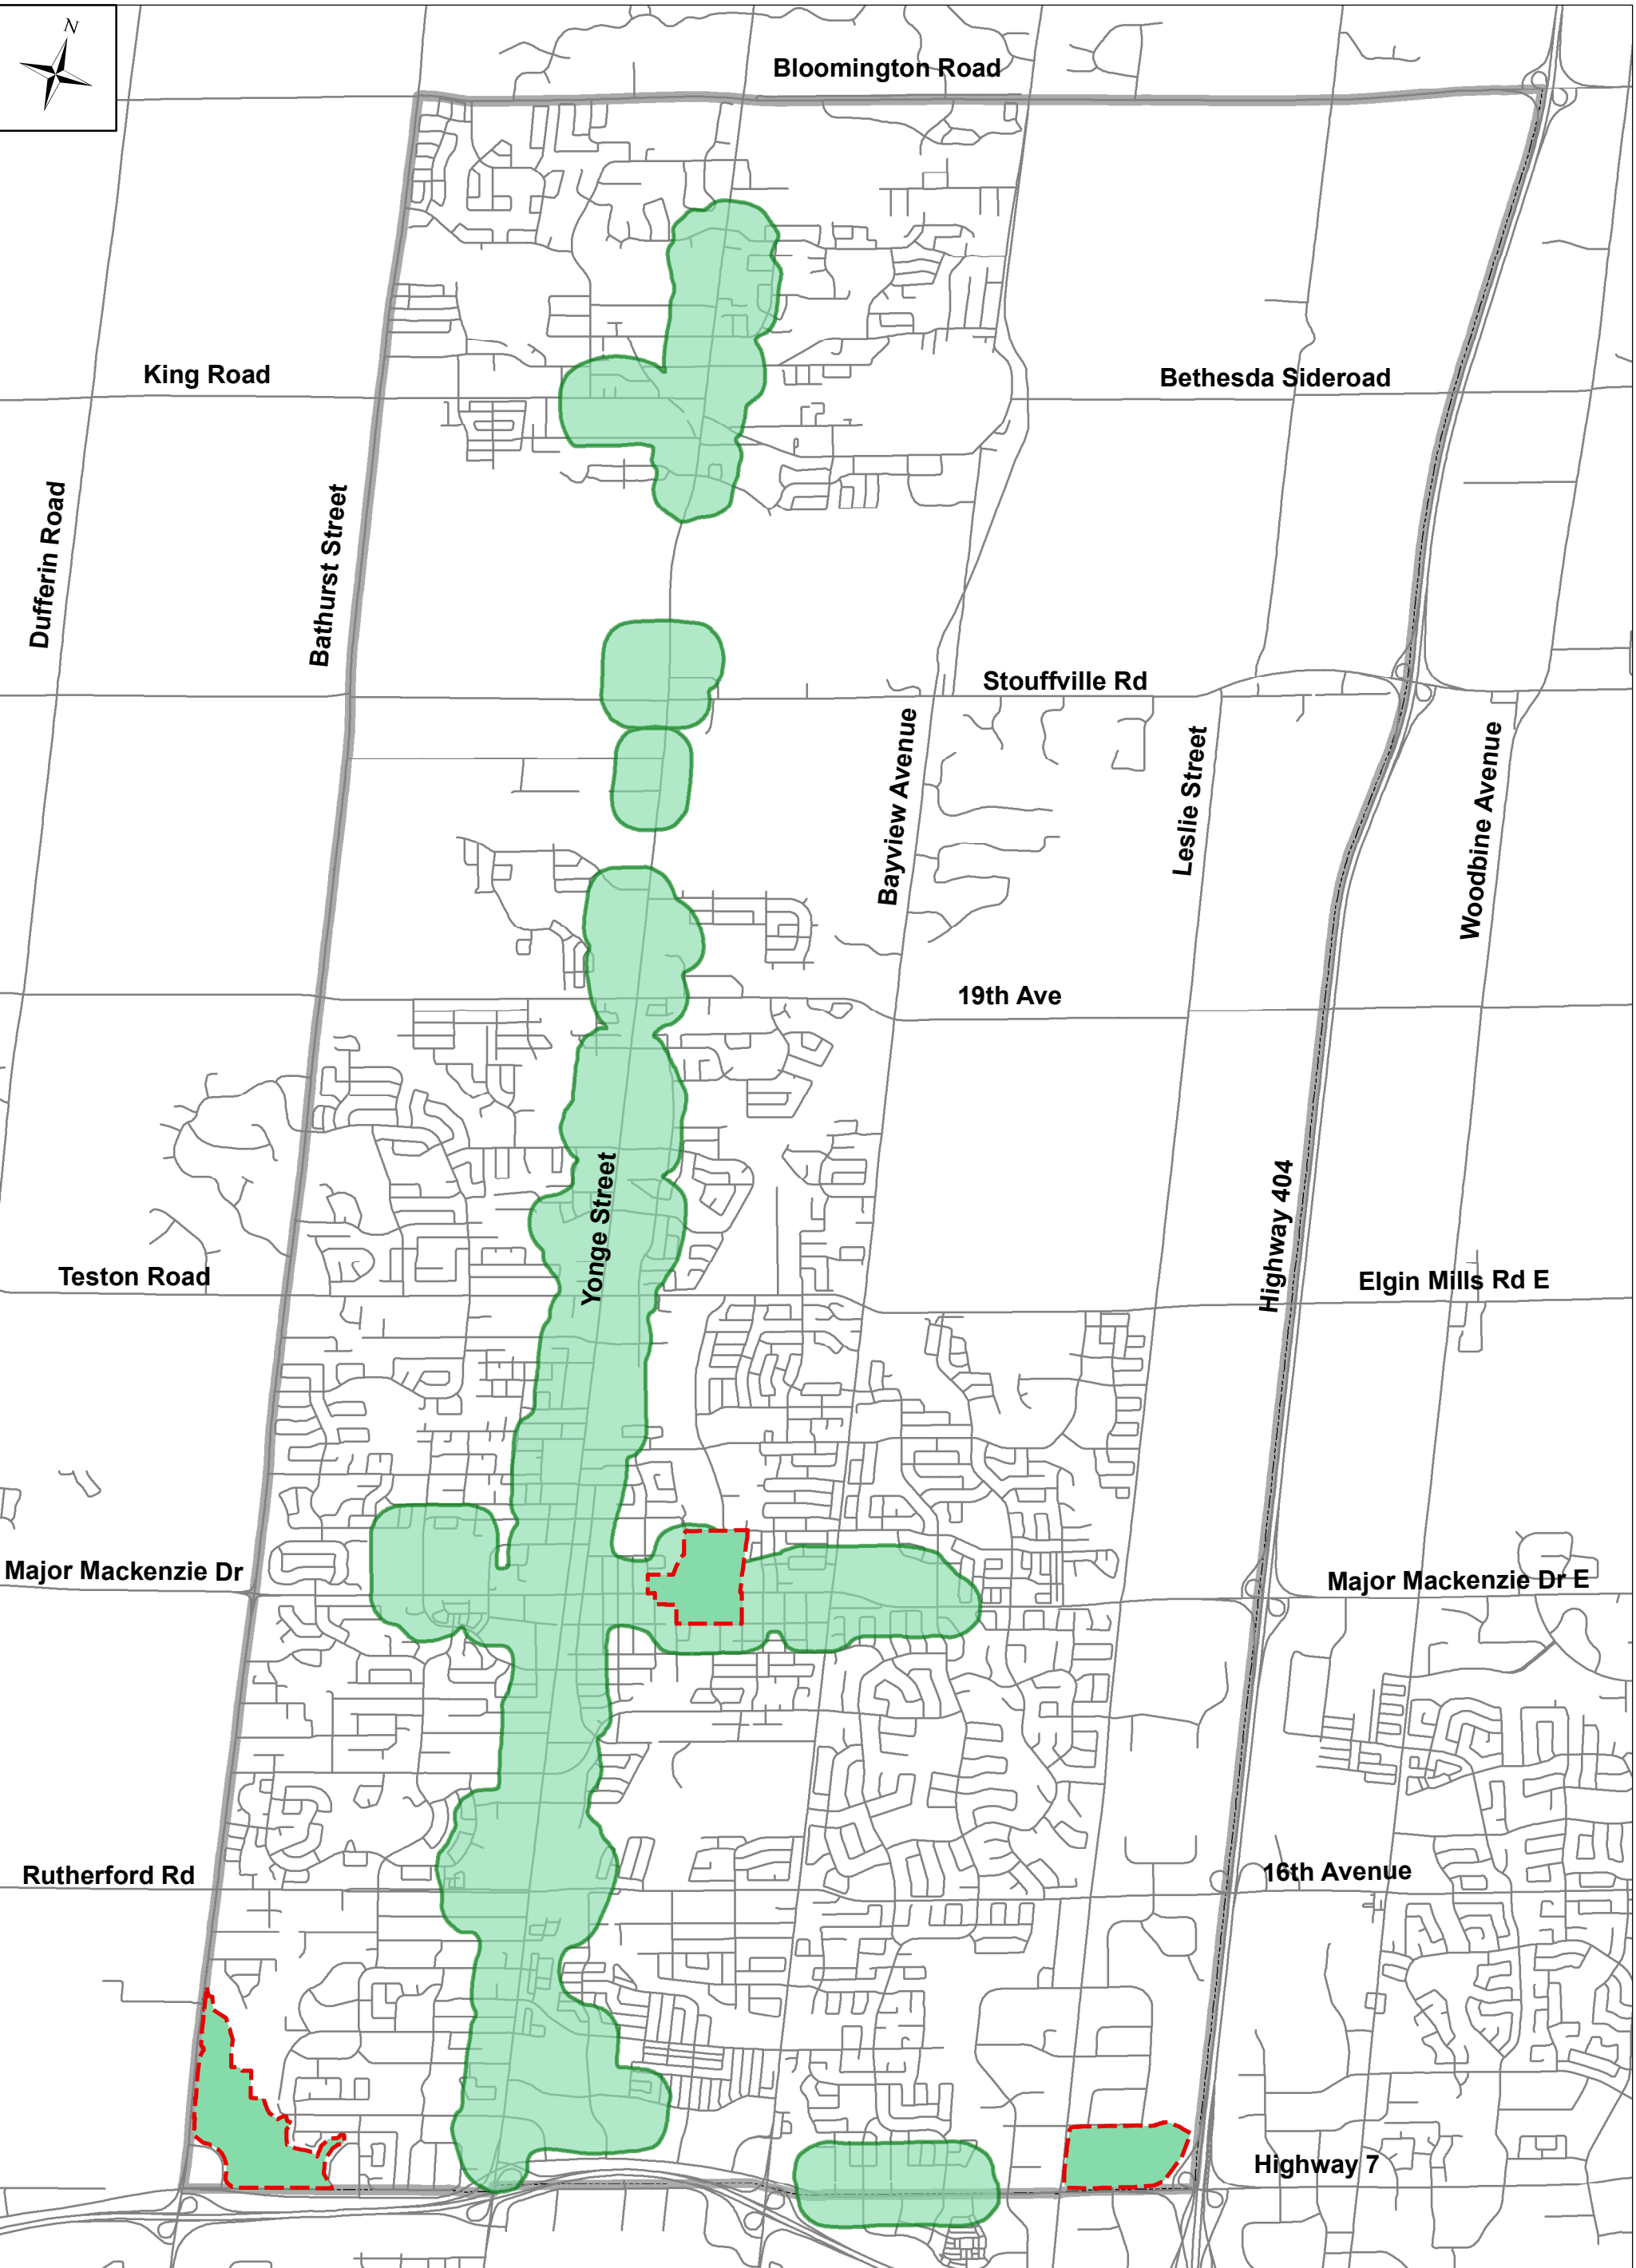 N
Bloomington Road
King Road
Bethesda Sideroad
Dufferin Road
Bathurst Street
Stouffville Rd
Bayview Avenue
Leslie Street
Woodbine Avenue
19th Ave
Yonge Street
Highway 404
Teston Road
Elgin Mills Rd E
Major Mackenzie Dr
Major Mackenzie Dr E
Rutherford Rd
16th Avenue
Highway 7